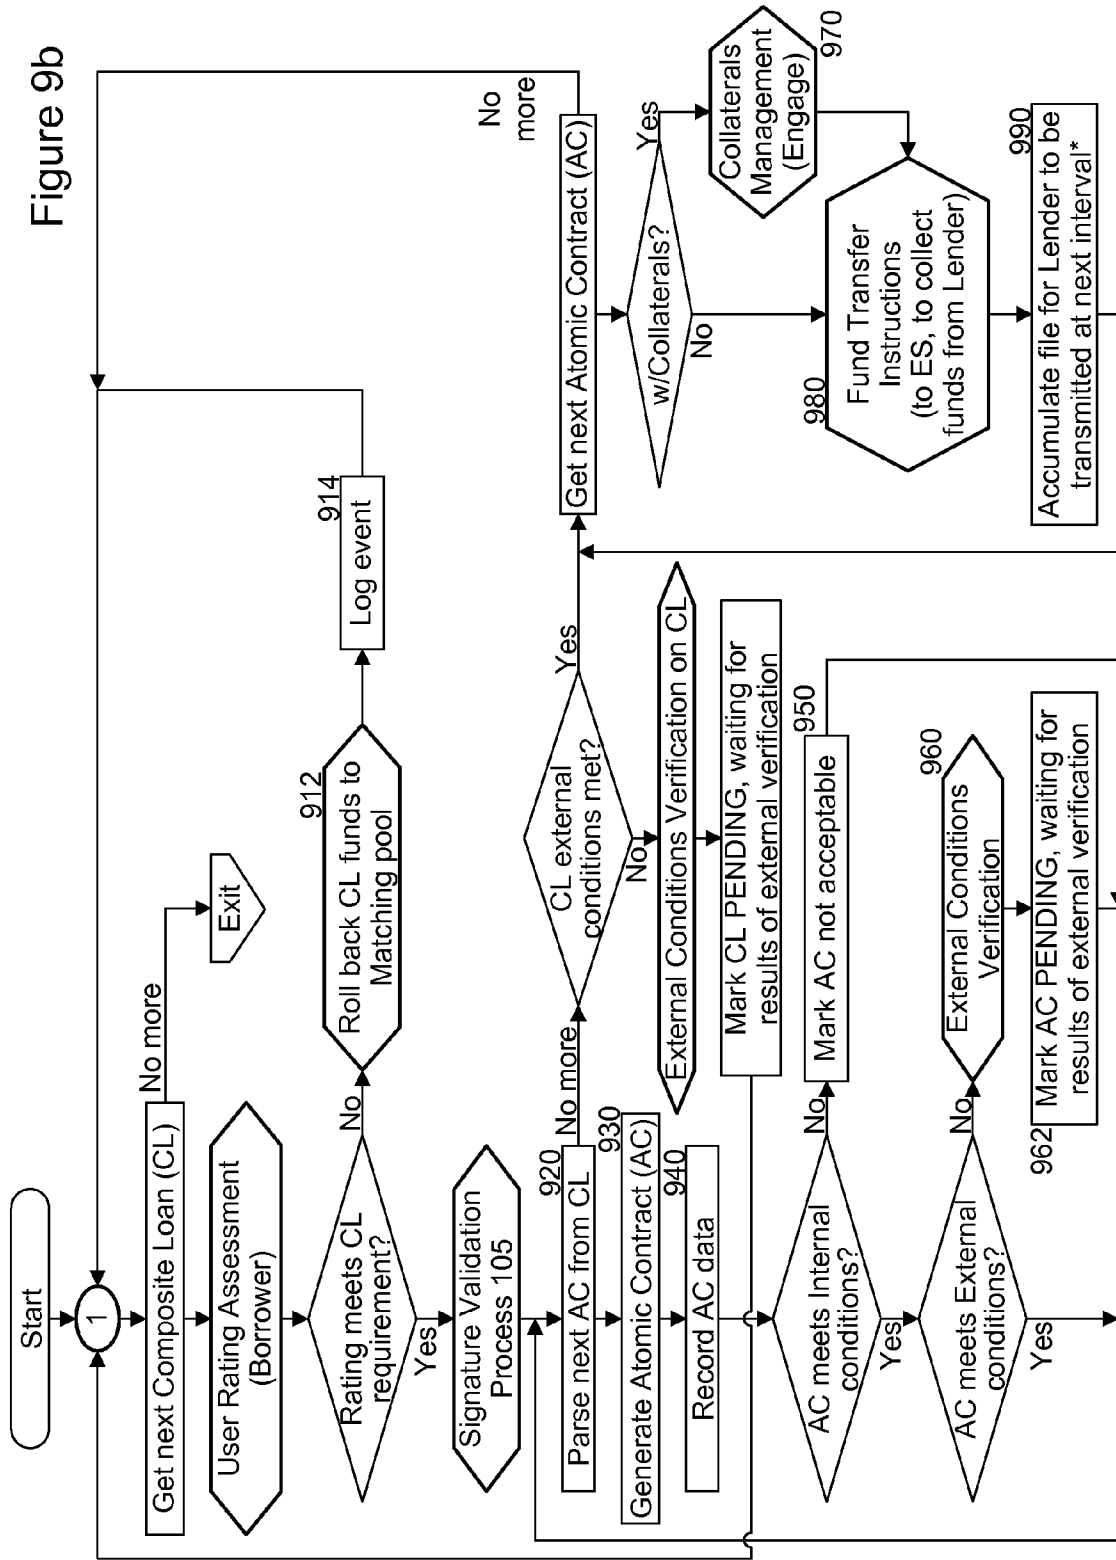 Figure 9b
Start
1
Get next Composite Loan (CL)
No more
Exit
User Rating Assessment
(Borrower)
Rating meets CL
requirement?
No
912
Roll back CL funds to
Matching pool
914
Log event
Yes
Signature Validation
Process 105
920
Parse next AC from CL
No more
930
Generate Atomic Contract (AC)
940
Record AC data
CL external
conditions met?
Yes
No
External Conditions Verification on CL
Mark CL PENDING, waiting for
results of external verification
AC meets Internal
conditions?
No
950
Mark AC not acceptable
Yes
AC meets External
conditions?
No
960
External Conditions
Verification
962
Mark AC PENDING, waiting for
results of external verification
Yes
Get next Atomic Contract (AC)
No
more
w/Collaterals?
Yes
Collaterals
Management
(Engage)
970
No
980
Fund Transfer
Instructions
(to ES, to collect
funds from Lender)
990
Accumulate file for Lender to be
transmitted at next interval*